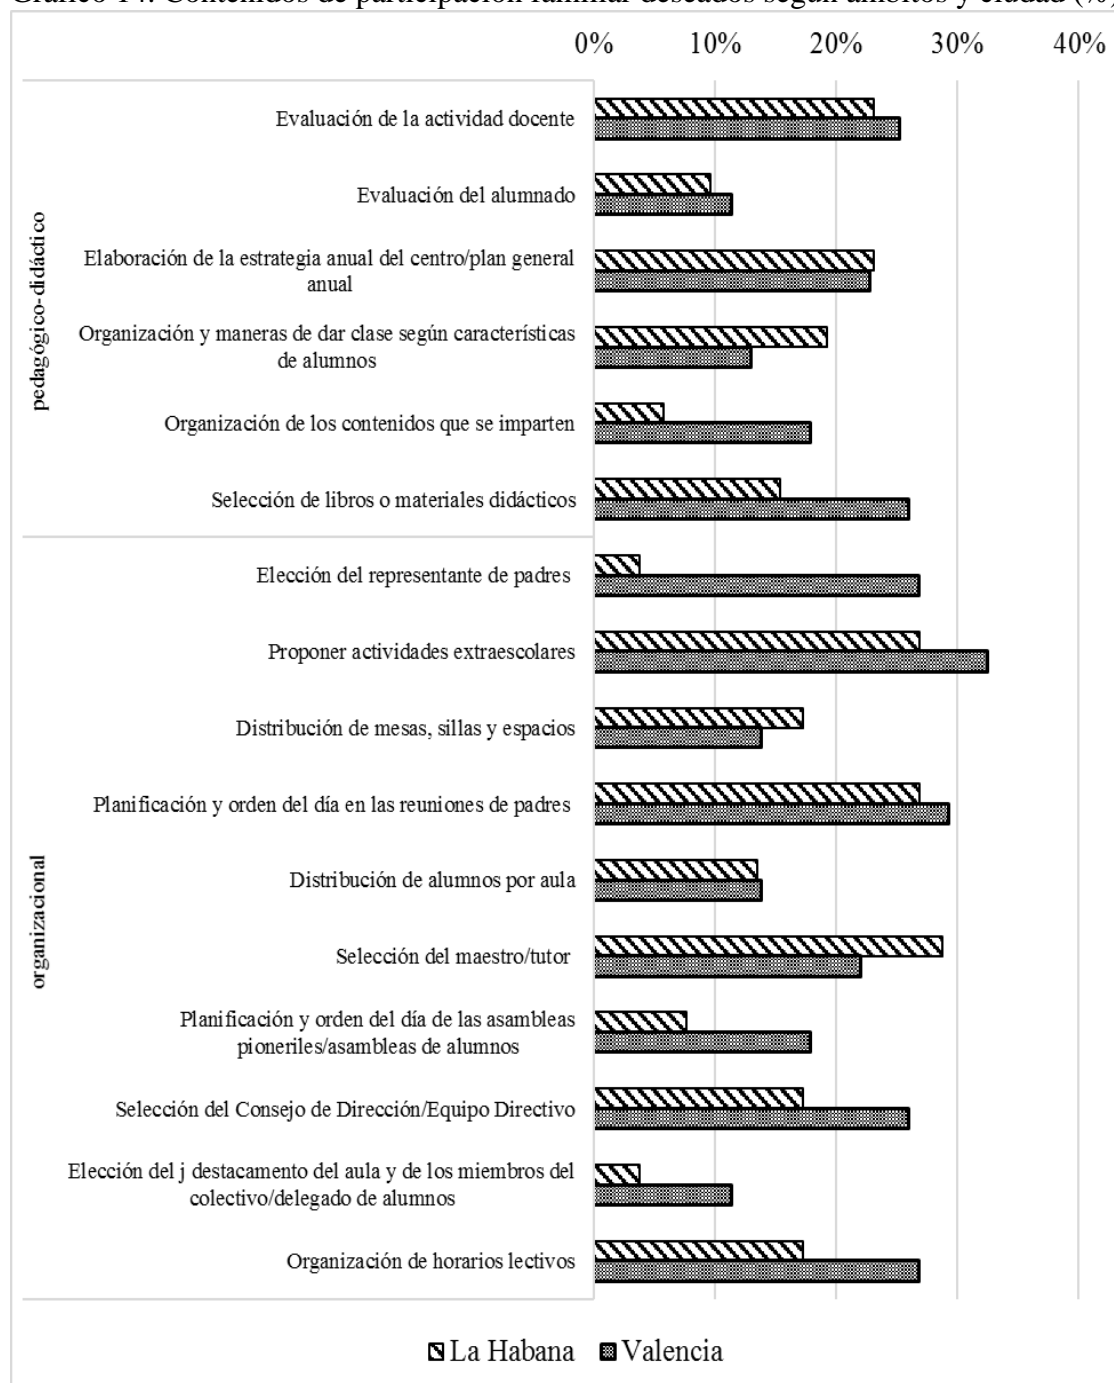 Gráfico 14. Contenidos de participación familiar deseados según ámbitos y ciudad (%)
0% 10% 20% 30% 40%
pedagógico-didáctico
Evaluación de la actividad docente
Evaluación del alumnado
Elaboración de la estrategia anual del centro/plan general
anual
Organización y maneras de dar clase según características
de alumnos
Organización de los contenidos que se imparten
Selección de libros o materiales didácticos
organizacional
Elección del representante de padres
Proponer actividades extraescolares
Distribución de mesas, sillas y espacios
Planificación y orden del día en las reuniones de padres
Distribución de alumnos por aula
Selección del maestro/tutor
Planificación y orden del día de las asambleas
pioneriles/asambleas de alumnos
Selección del Consejo de Dirección/Equipo Directivo
Elección del j destacamento del aula y de los miembros del
colectivo/delegado de alumnos
Organización de horarios lectivos
La Habana Valencia